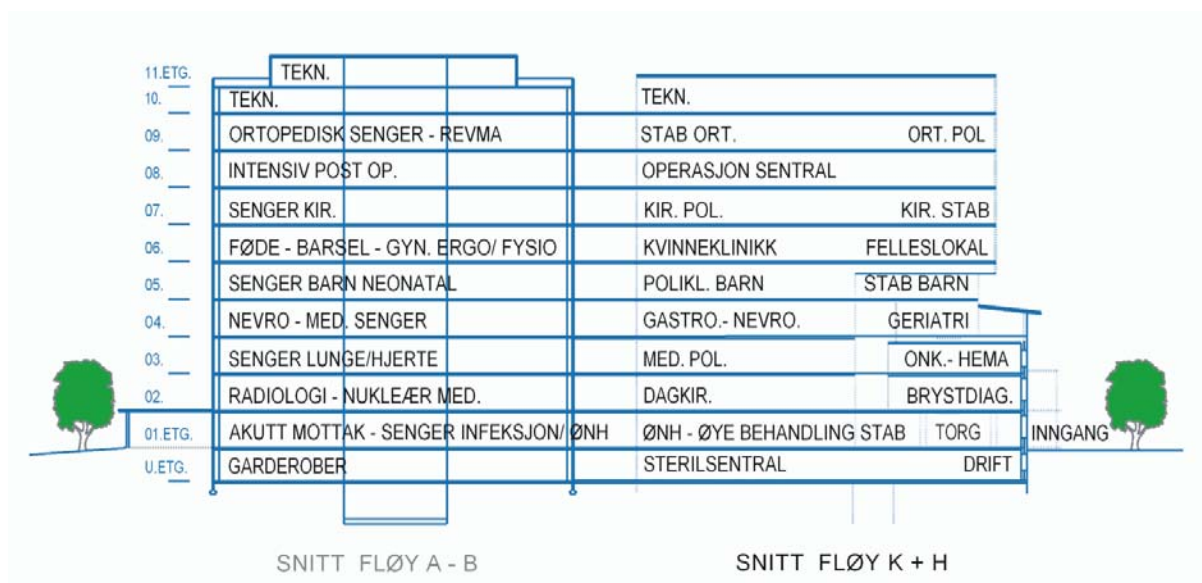 11.ETG. TEKN.
10. TEKN. TEKN.
09. ORTOPEDISK SENGER - REVMA STAB ORT. ORT. POL
08. INTENSIV POST OP. OPERASJON SENTRAL
07. SENGER KIR. KIR. POL. KIR. STAB
06. FØDE - BARSEL - GYN. ERGO/ FYSIO KVINNEKLINIKK FELLESLOKAL
05. SENGER BARN NEONATAL POLIKL. BARN STAB BARN
04. NEVRO - MED. SENGER GASTRO.- NEVRO. GERIATRI
03. SENGER LUNGE/HJERTE MED. POL. ONK.- HEMA
02. RADIOLOGI - NUKLEÆR MED. DAGKIR. BRYSTDIAG.
01.ETG. AKUTT MOTTAK - SENGER INFEKSJON/ ØNH ØNH - ØYE BEHANDLING STAB TORG INNGANG
U.ETG. GARDEROBER STERILSENTRAL DRIFT
SNITT FLØY A - B SNITT FLØY K + H